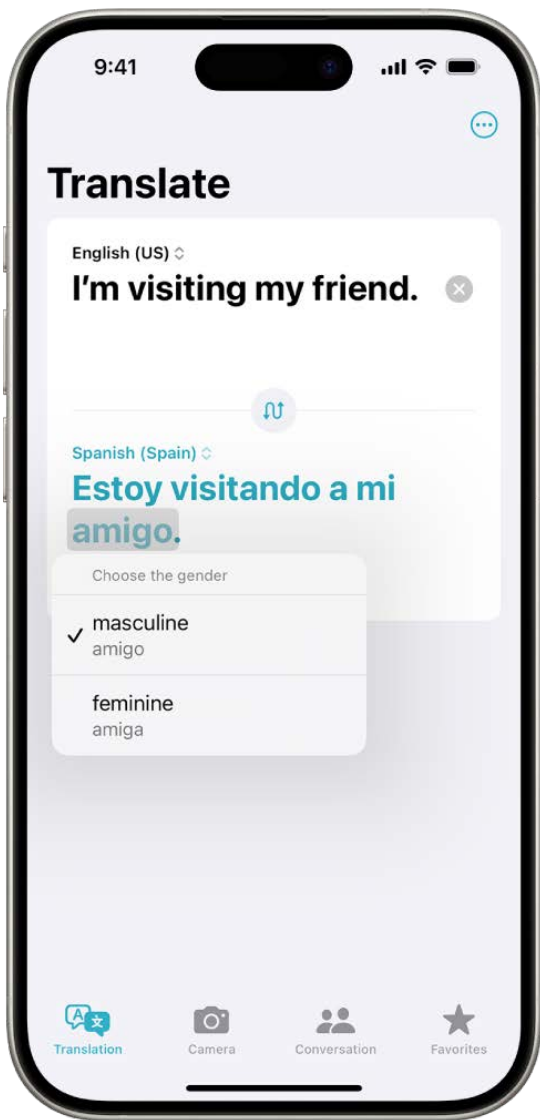 9:41
Translate
English (US)
I’m visiting my friend.
Spanish (Spain)
Estoy visitando a mi
amigo.
Choose the gender
masculine
amigo
feminine
amiga
Translation
Camera
Conversation
Favorites